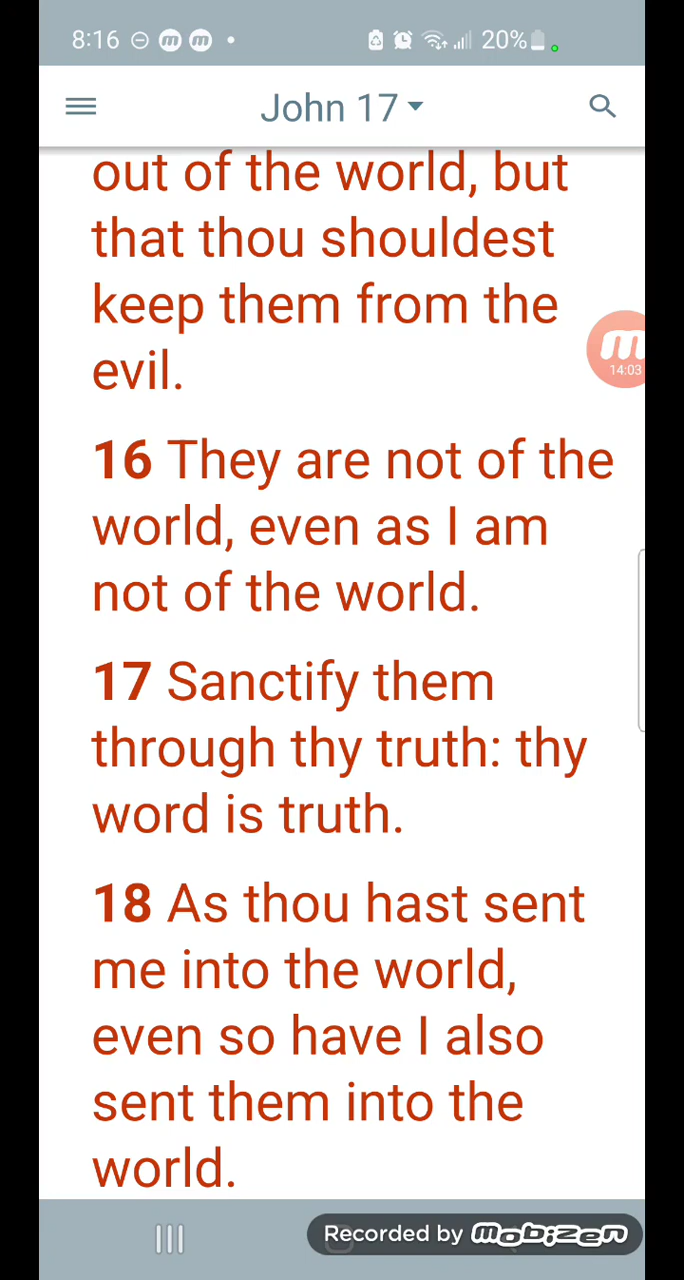 8:16
20%
John 17
out of the world, but
that thou shouldest
keep them from the
evil.
14:03
16 They are not of the
world, even as I am
not of the world.
17 Sanctify them
through thy truth: thy
word is truth.
18 As thou hast sent
me into the world,
even so have I also
sent them into the
world.
Recorded by mobizen